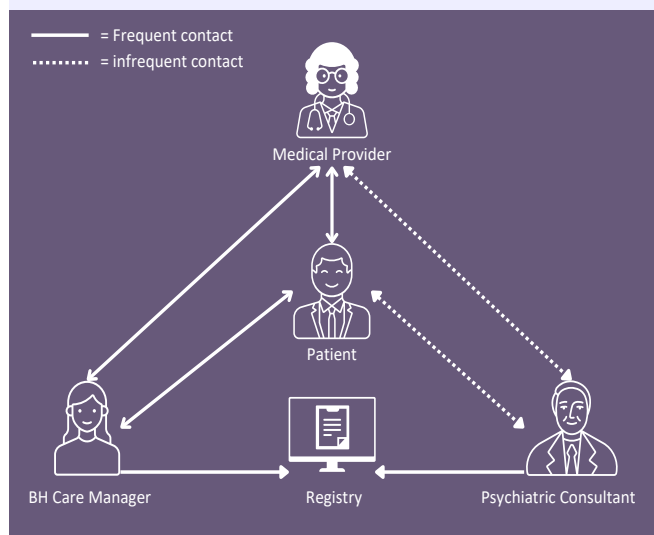 = Frequent contact
= infrequent contact
Medical Provider
Patient
BH Care Manager
Registry
Psychiatric Consultant